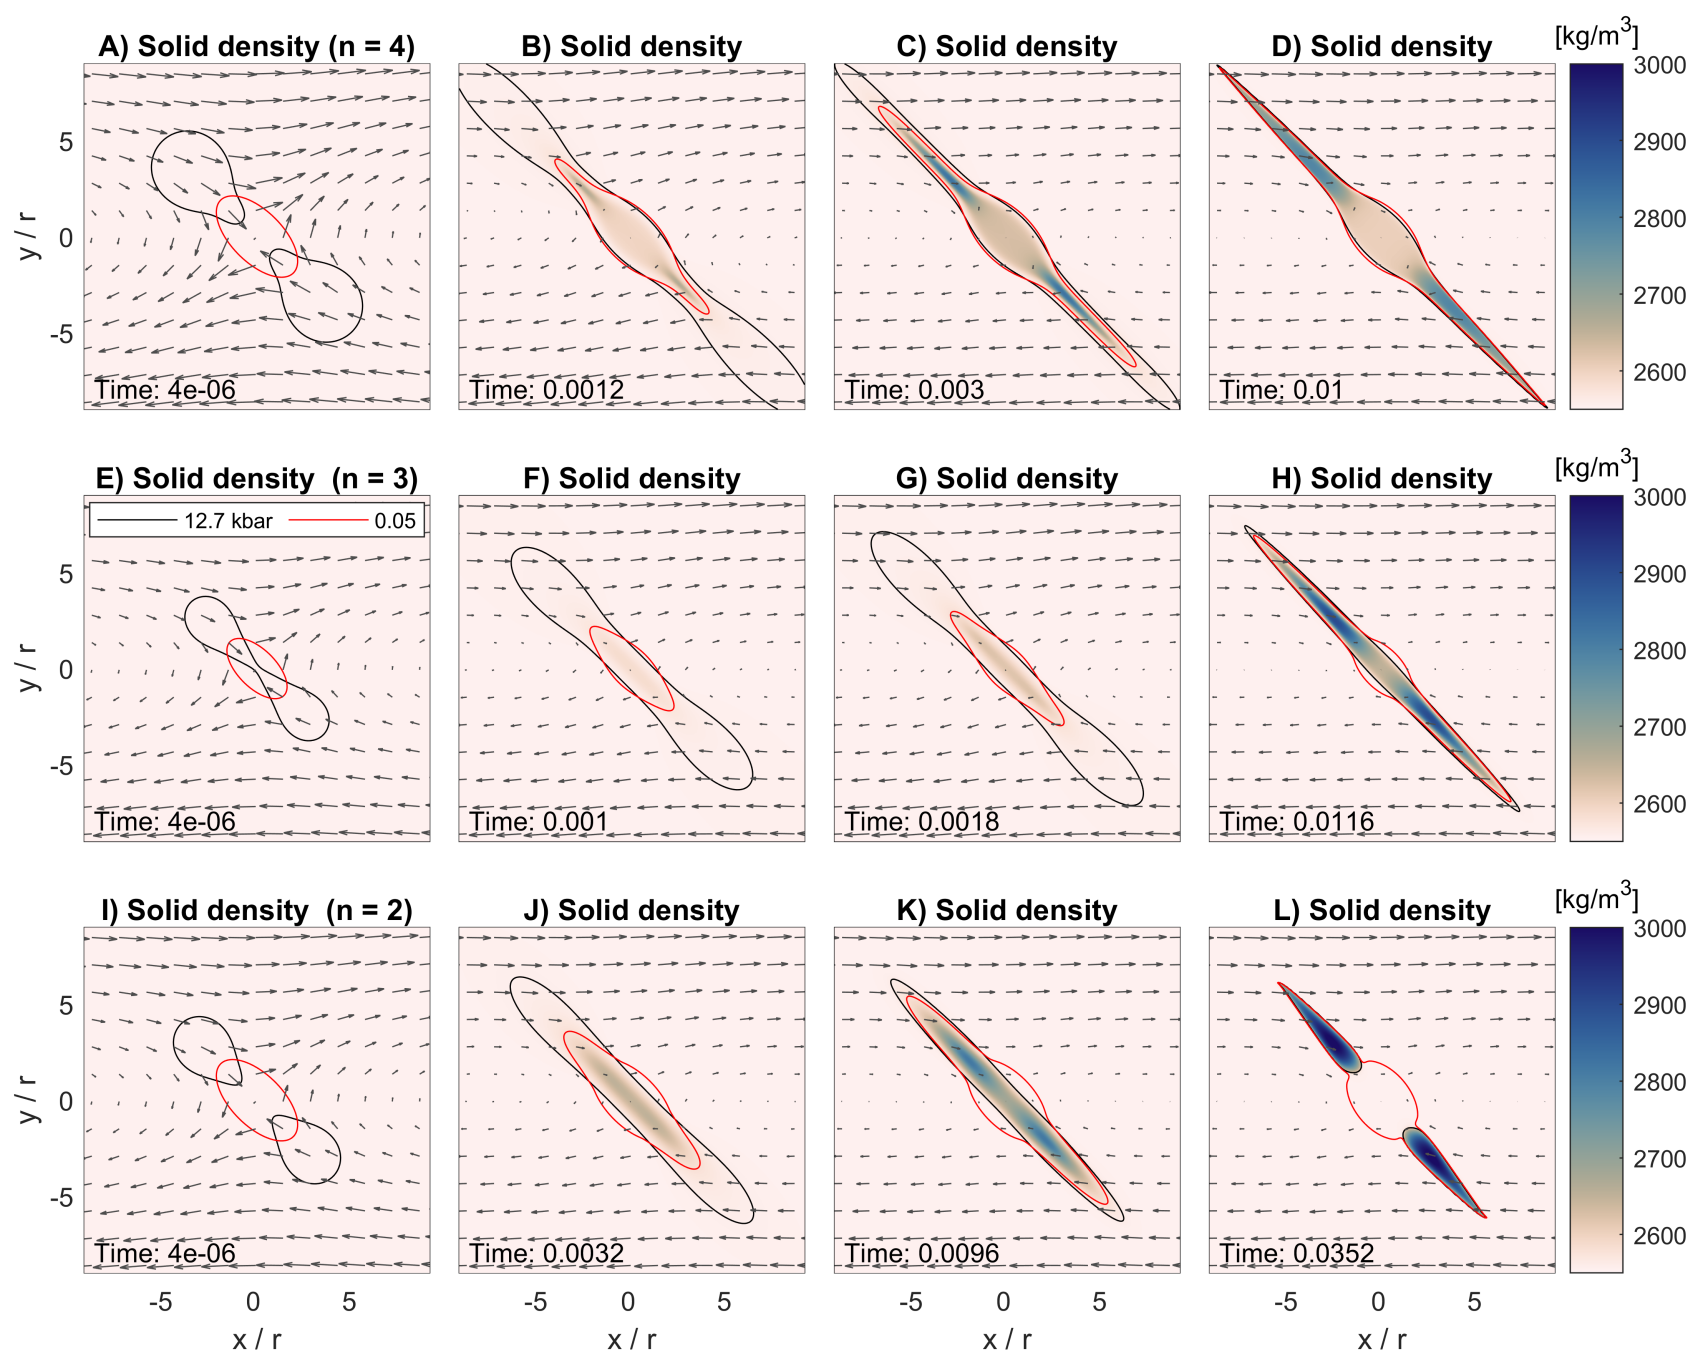 A) Solid density (n = 4)
B) Solid density
C) Solid density
D) Solid density
[kg/m3]
y / r
5
0
-5
Time: 4e-06
Time: 0.0012
Time: 0.003
Time: 0.01
3000
2900
2800
2700
2600
E) Solid density (n = 3)
F) Solid density
G) Solid density
H) Solid density
[kg/m3]
12.7 kbar
0.05
y / r
5
0
-5
Time: 4e-06
Time: 0.001
Time: 0.0018
Time: 0.0116
3000
2900
2800
2700
2600
I) Solid density (n = 2)
J) Solid density
K) Solid density
L) Solid density
[kg/m3]
y / r
5
0
-5
Time: 4e-06
Time: 0.0032
Time: 0.0096
Time: 0.0352
3000
2900
2800
2700
2600
-5 0 5
-5 0 5
-5 0 5
-5 0 5
x / r
x / r
x / r
x / r